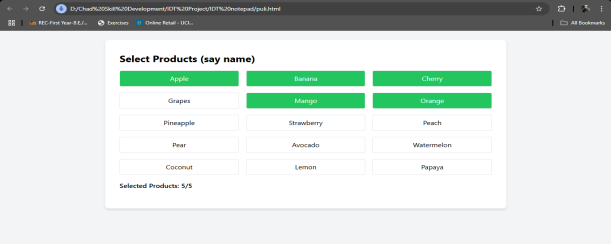 D:/Chad%20Skill%20Development/IDT%20Project/IDT%20notepad/puli.html
REC-First Year-B.E./... Exercises Online Retail - UCI... All Bookmarks
Select Products (say name)
Apple Banana Cherry
Grapes Mango Orange
Pineapple Strawberry Peach
Pear Avocado Watermelon
Coconut Lemon Papaya
Selected Products: 5/5